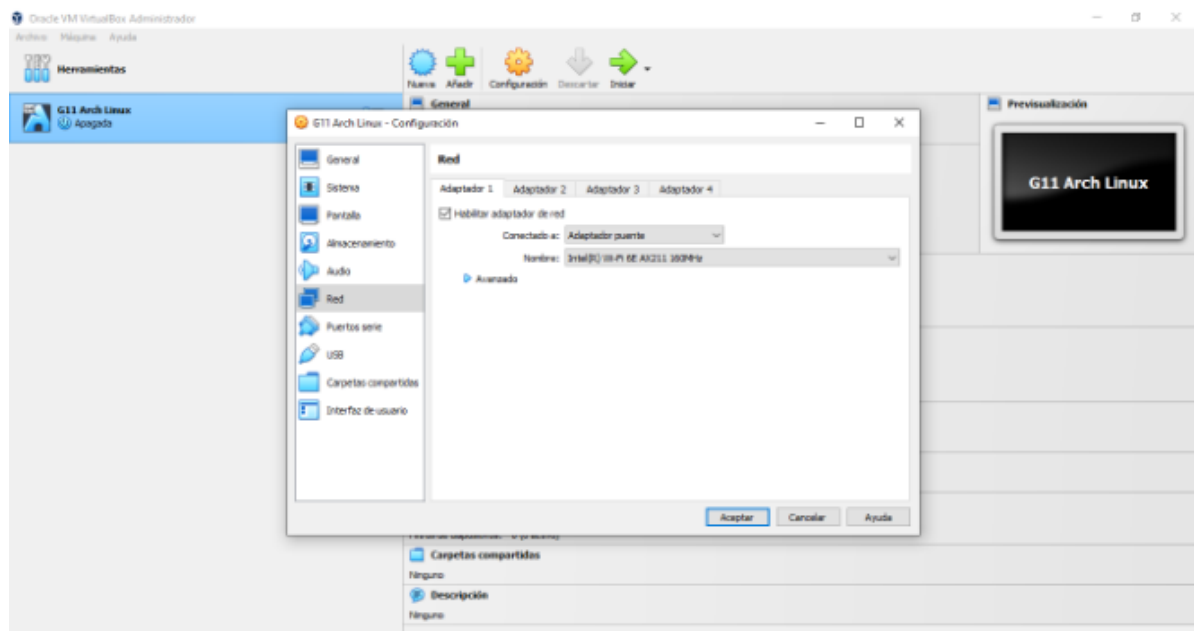 Oracle VM VirtualBox Administrador
Archivo Máquina Ayuda
Herramientas
Nueva Añadir Configuración Descartar Iniciar
G11 Arch Linux
Apagada
General
Previsualización
G11 Arch Linux
G11 Arch Linux - Configuración
General
Sistema
Pantalla
Almacenamiento
Audio
Red
Puertos serie
USB
Carpetas compartidas
Interfaz de usuario
Red
Adaptador 1 Adaptador 2 Adaptador 3 Adaptador 4
Habilitar adaptador de red
Conectado a: Adaptador puente
Nombre: Intel(R) Wi-Fi 6E AX211 160MHz
Avanzado
Aceptar Cancelar Ayuda
Carpetas compartidas
Ninguno
Descripción
Ninguno